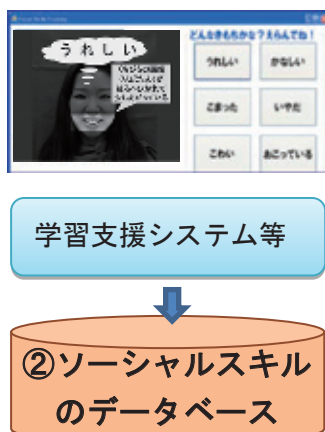 どんなきもちかな?えらんでね!
うれしい
うれしい
かなしい
こまった
いやだ
こわい
おこっている
学習支援システム等
②ソーシャルスキル
のデータベース